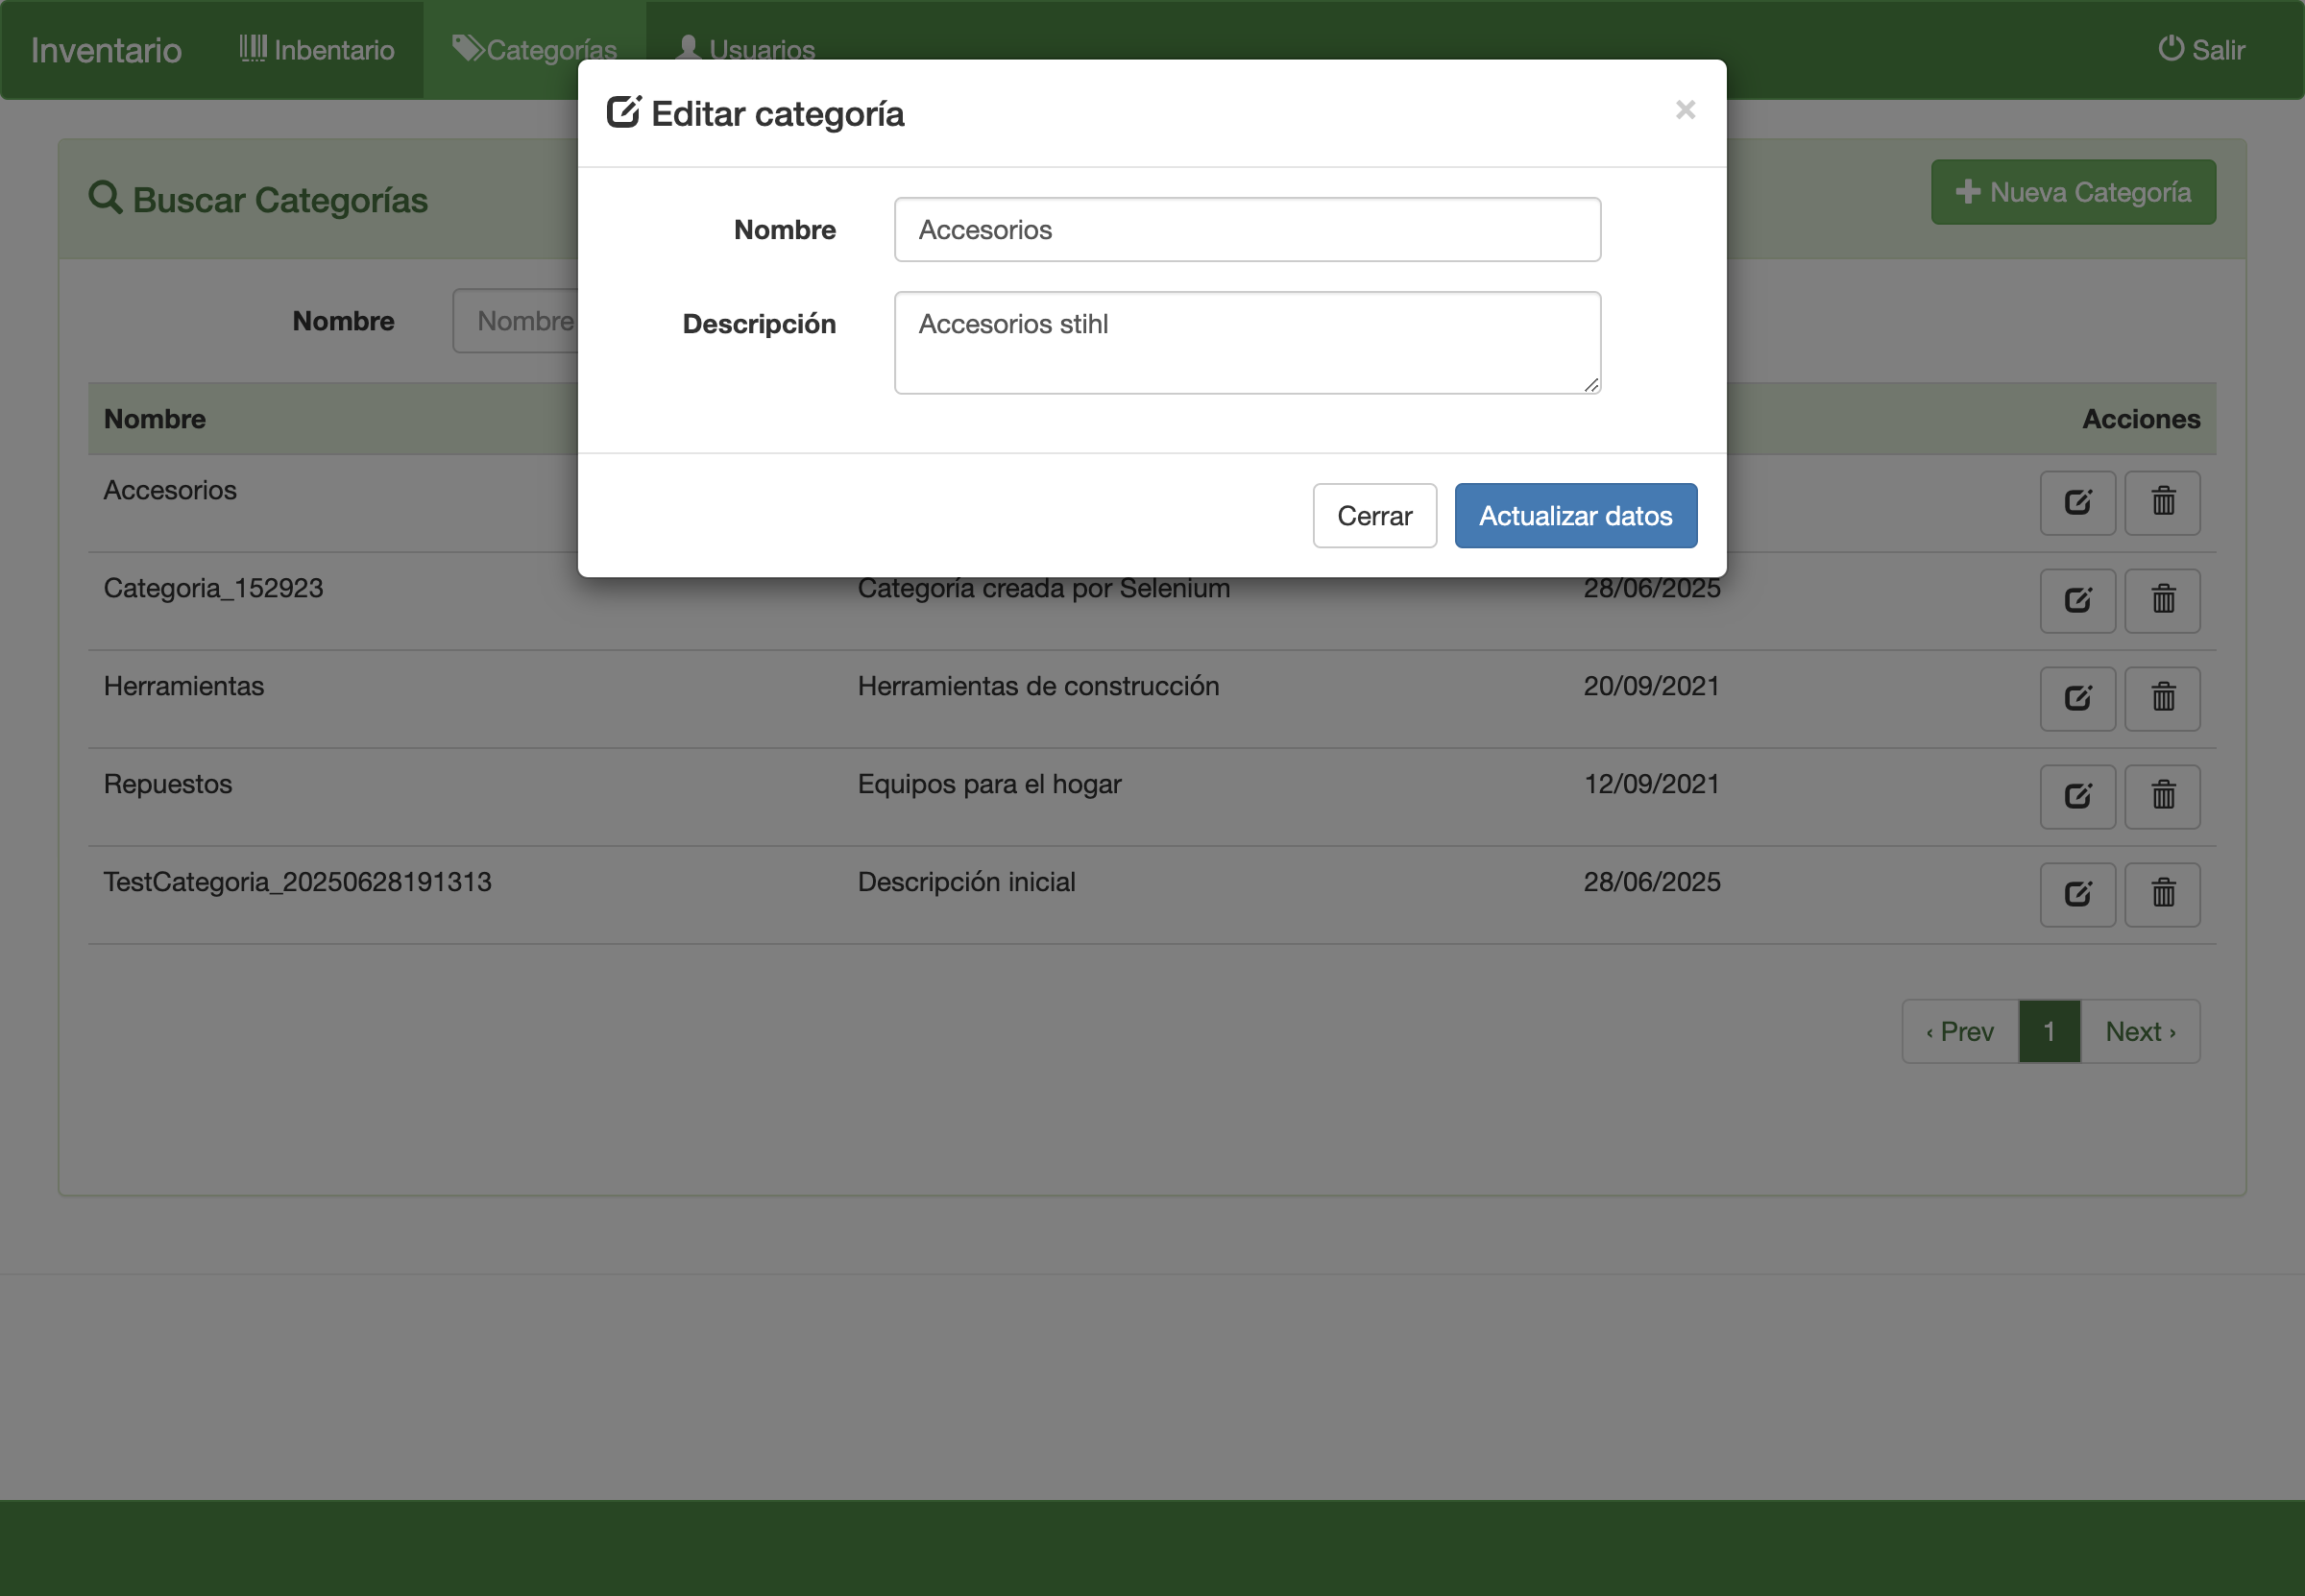 Inventario Inbentario Categorías Usuarios Salir
Editar categoría ×
Buscar Categorías Nueva Categoría
Nombre Accesorios
Descripción Accesorios stihl
Nombre Nombre
Nombre Acciones
Cerrar Actualizar datos
Accesorios
Categoria_152923 Categoría creada por Selenium 28/06/2025
Herramientas Herramientas de construcción 20/09/2021
Repuestos Equipos para el hogar 12/09/2021
TestCategoria_20250628191313 Descripción inicial 28/06/2025
‹ Prev 1 Next ›